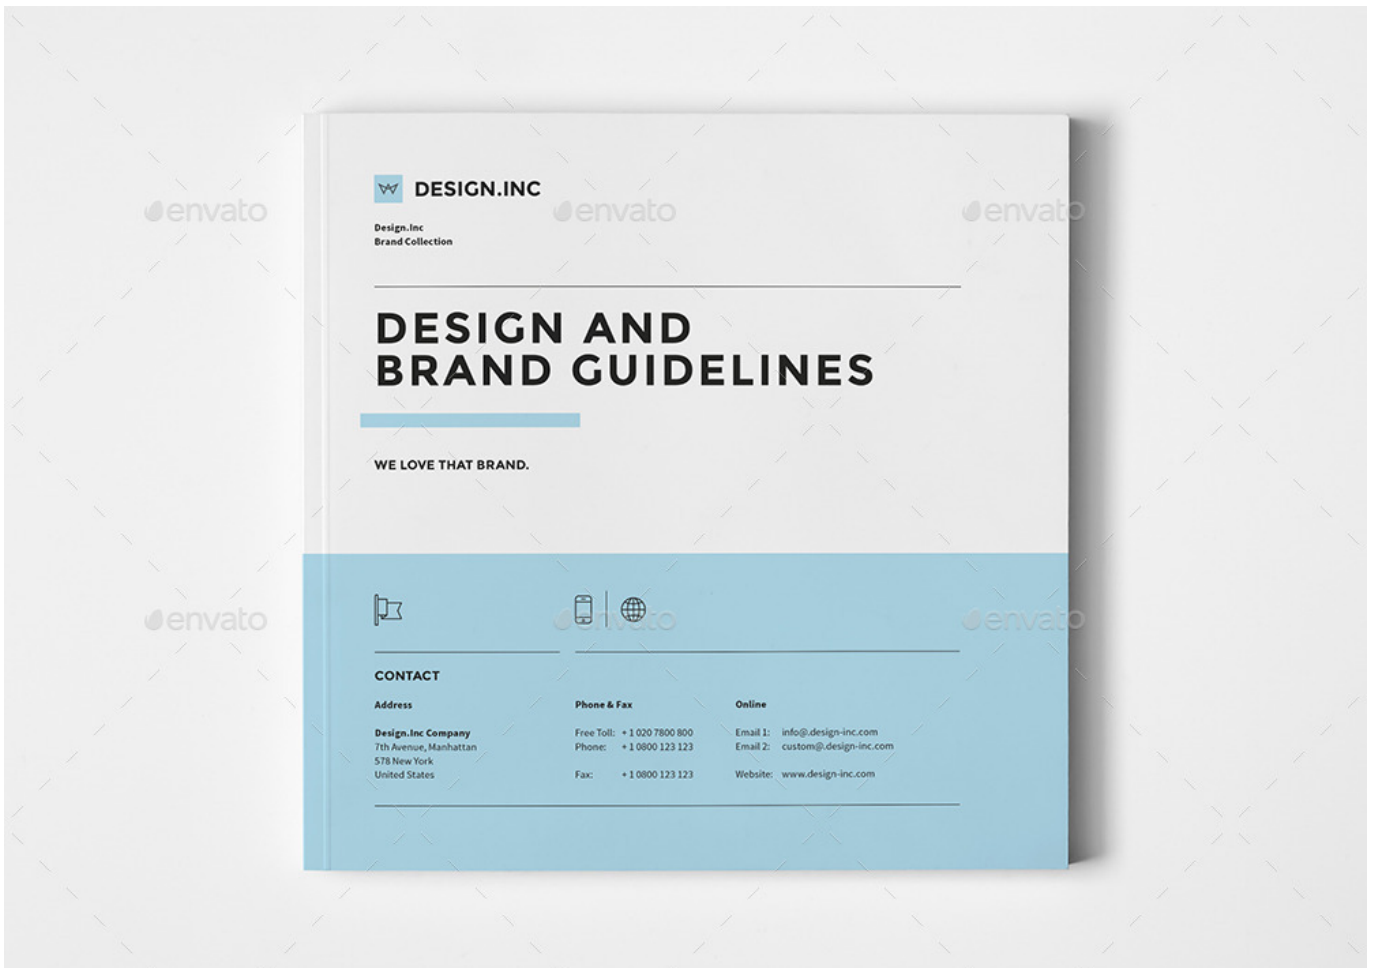 DESIGN.INC
Design.Inc
Brand Collection
DESIGN AND
BRAND GUIDELINES
WE LOVE THAT BRAND.
CONTACT
Address
Design.Inc Company
7th Avenue, Manhattan
578 New York
United States
Phone & Fax
Free Toll: + 1 020 7800 800
Phone: + 1 0800 123 123
Fax: + 1 0800 123 123
Online
Email 1: info@.design-inc.com
Email 2: custom@.design-inc.com
Website: www.design-inc.com
envato
envato
envato
envato
envato
envato